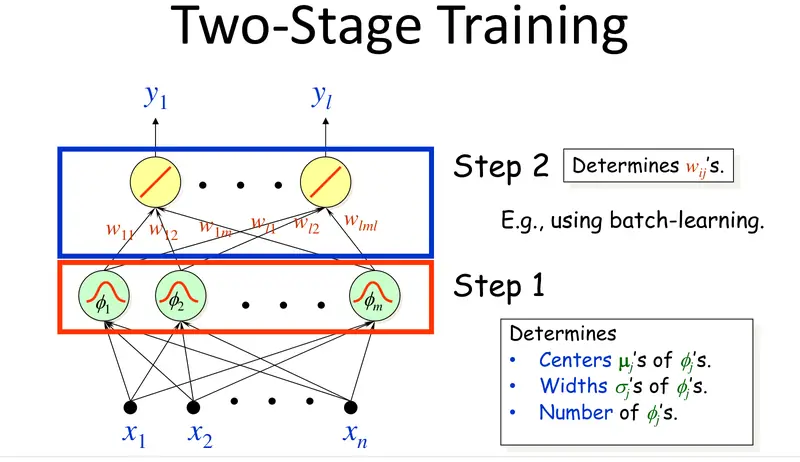 Two-Stage Training
y1 yl
Step 2 Determines wij's.
E.g., using batch-learning.
w11 w12 w1m wl1 wl2 wlml
Step 1
ϕ1 ϕ2 ϕm
Determines
• Centers μj's of ϕj's.
• Widths σj's of ϕj's.
• Number of ϕj's.
x1 x2 xn